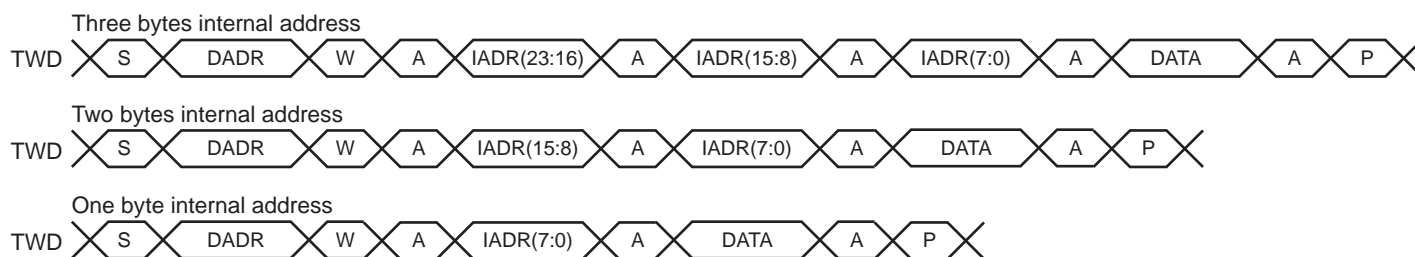 Three bytes internal address
TWD S DADR W A IADR(23:16) A IADR(15:8) A IADR(7:0) A DATA A P
Two bytes internal address
TWD S DADR W A IADR(15:8) A IADR(7:0) A DATA A P
One byte internal address
TWD S DADR W A IADR(7:0) A DATA A P